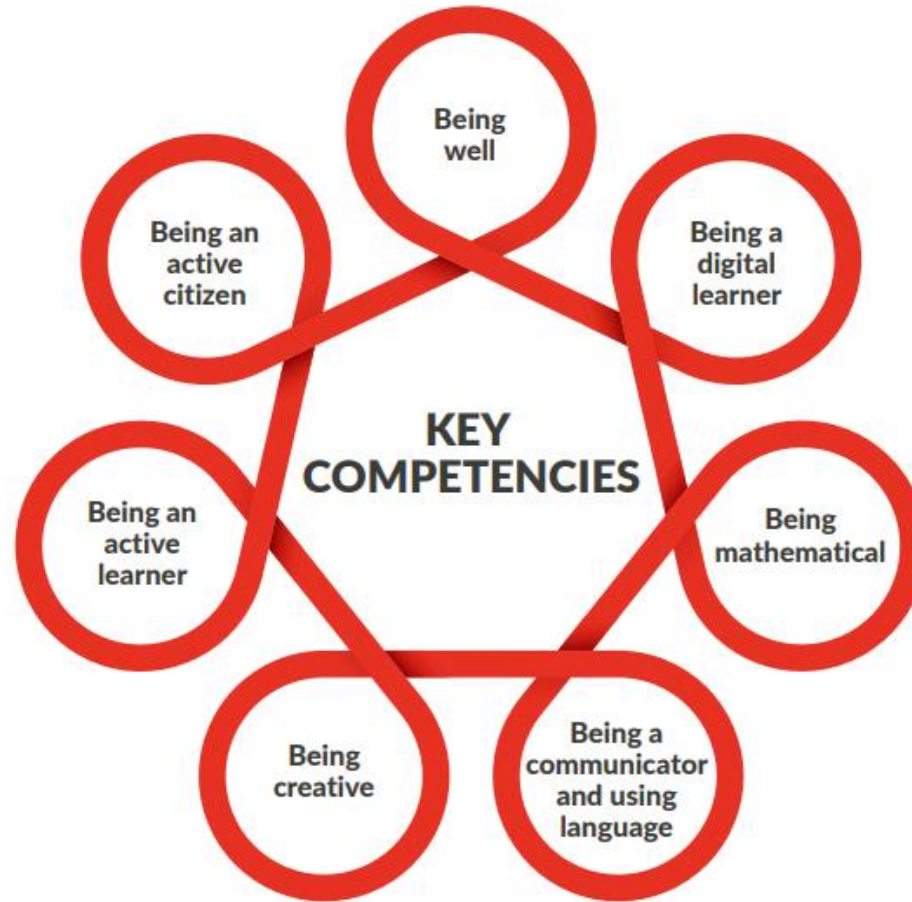 Being
well
Being a
digital
learner
Being
mathematical
Being a
communicator
and using
language
Being
creative
Being an
active
learner
Being an
active
citizen
KEY
COMPETENCIES